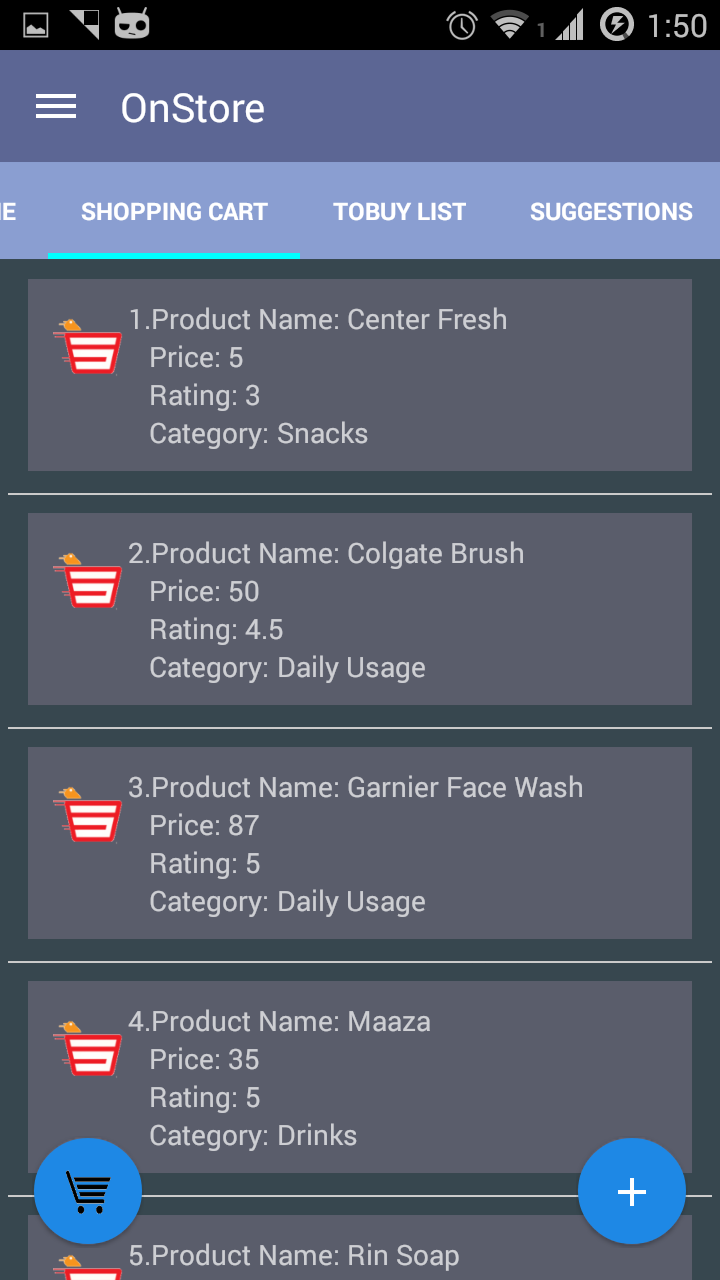 1 1:50
OnStore
E SHOPPING CART TOBUY LIST SUGGESTIONS
1.Product Name: Center Fresh
Price: 5
Rating: 3
Category: Snacks
2.Product Name: Colgate Brush
Price: 50
Rating: 4.5
Category: Daily Usage
3.Product Name: Garnier Face Wash
Price: 87
Rating: 5
Category: Daily Usage
4.Product Name: Maaza
Price: 35
Rating: 5
Category: Drinks
5.Product Name: Rin Soap